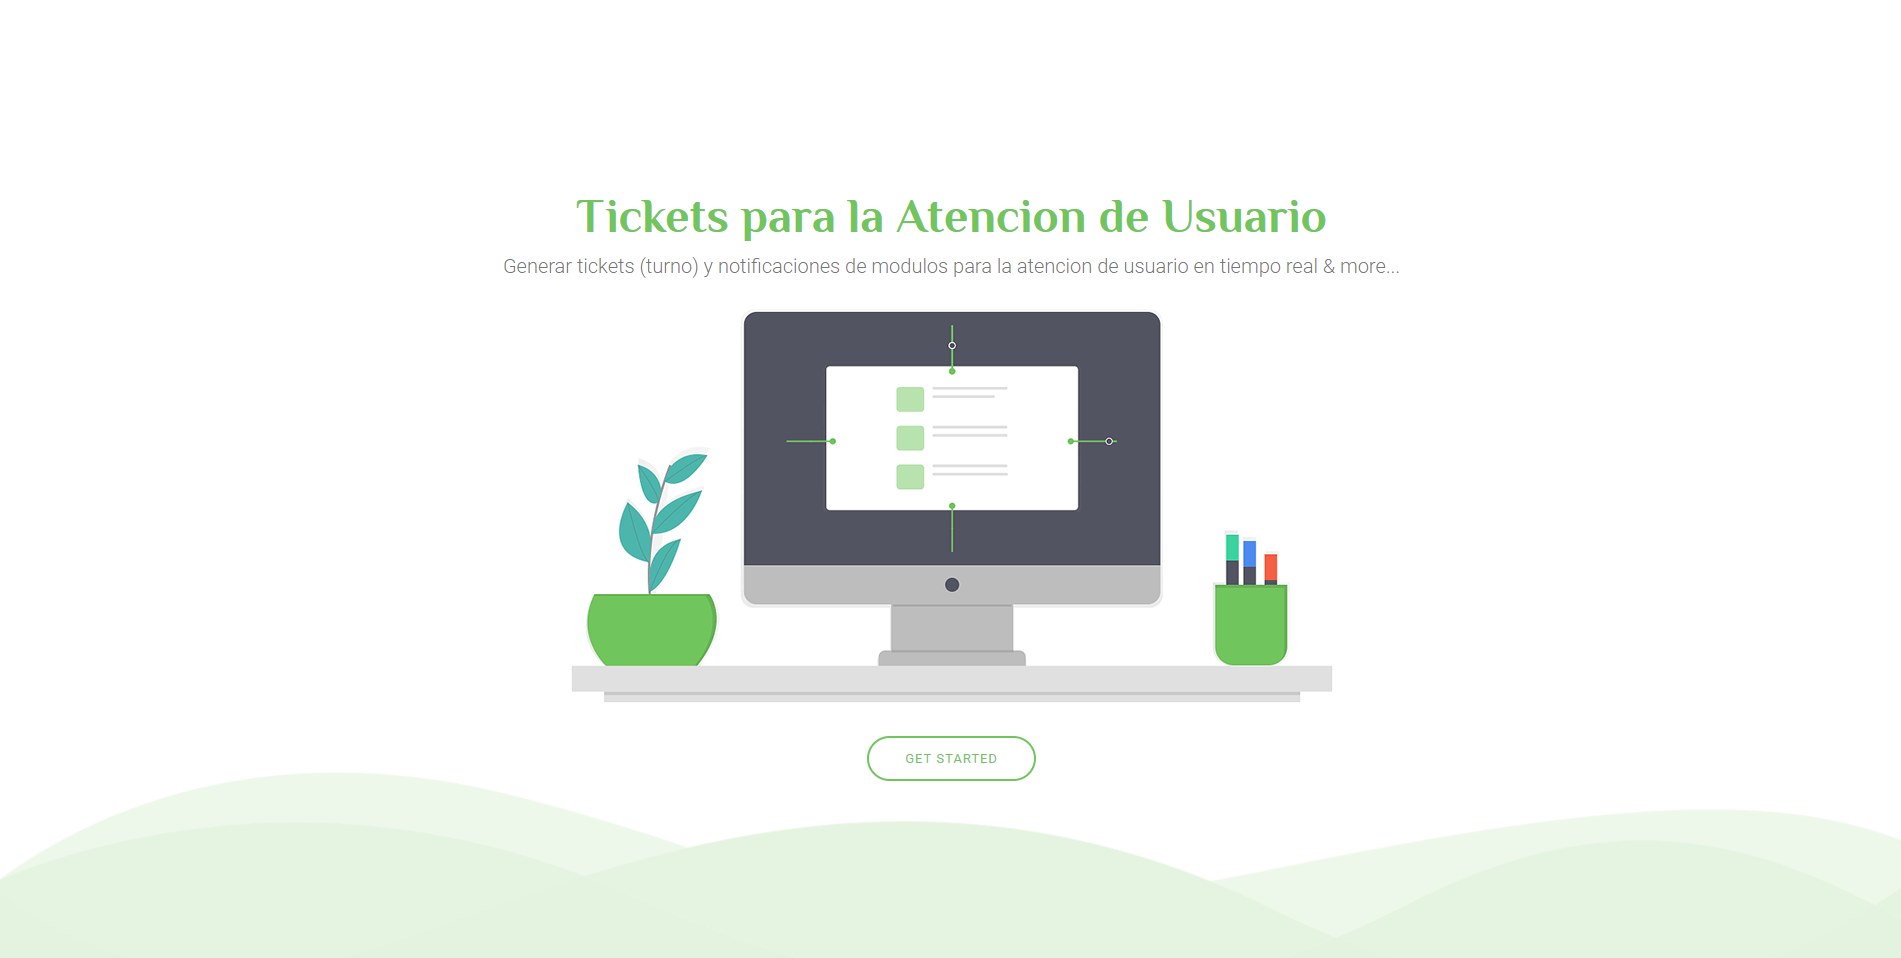 Tickets para la Atencion de Usuario
Generar tickets (turno) y notificaciones de modulos para la atencion de usuario en tiempo real & more...
GET STARTED